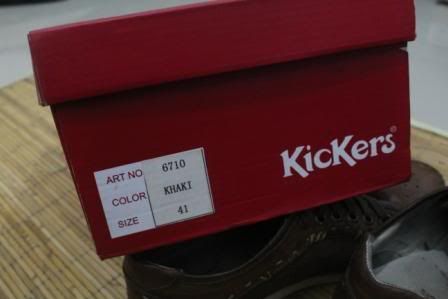 ART NO 6710
COLOR KHAKI
SIZE 41
KicKers®